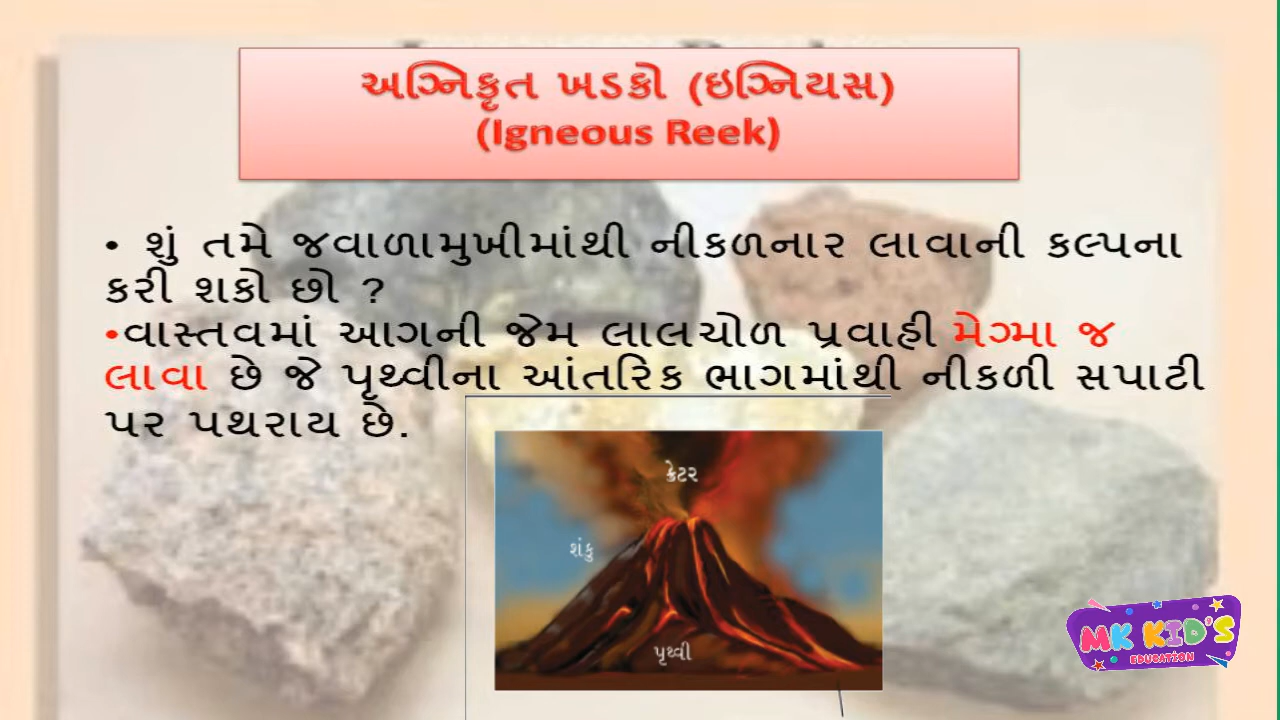 અગ્નિકૃત ખડકો (ઇગ્નિયસ)
(Igneous Reek)
• શું તમે જવાળામુખીમાંથી નીકળનાર લાવાની કલ્પના
કરી શકો છો ?
•વાસ્તવમાં આગની જેમ લાલચોળ પ્રવાહી મેગ્મા જ
લાવા છે જે પૃથ્વીના આંતરિક ભાગમાંથી નીકળી સપાટી
પર પથરાય છે.
ક્રેટર
શંકુ
પૃથ્વી
MK KID'S
EDUCATION